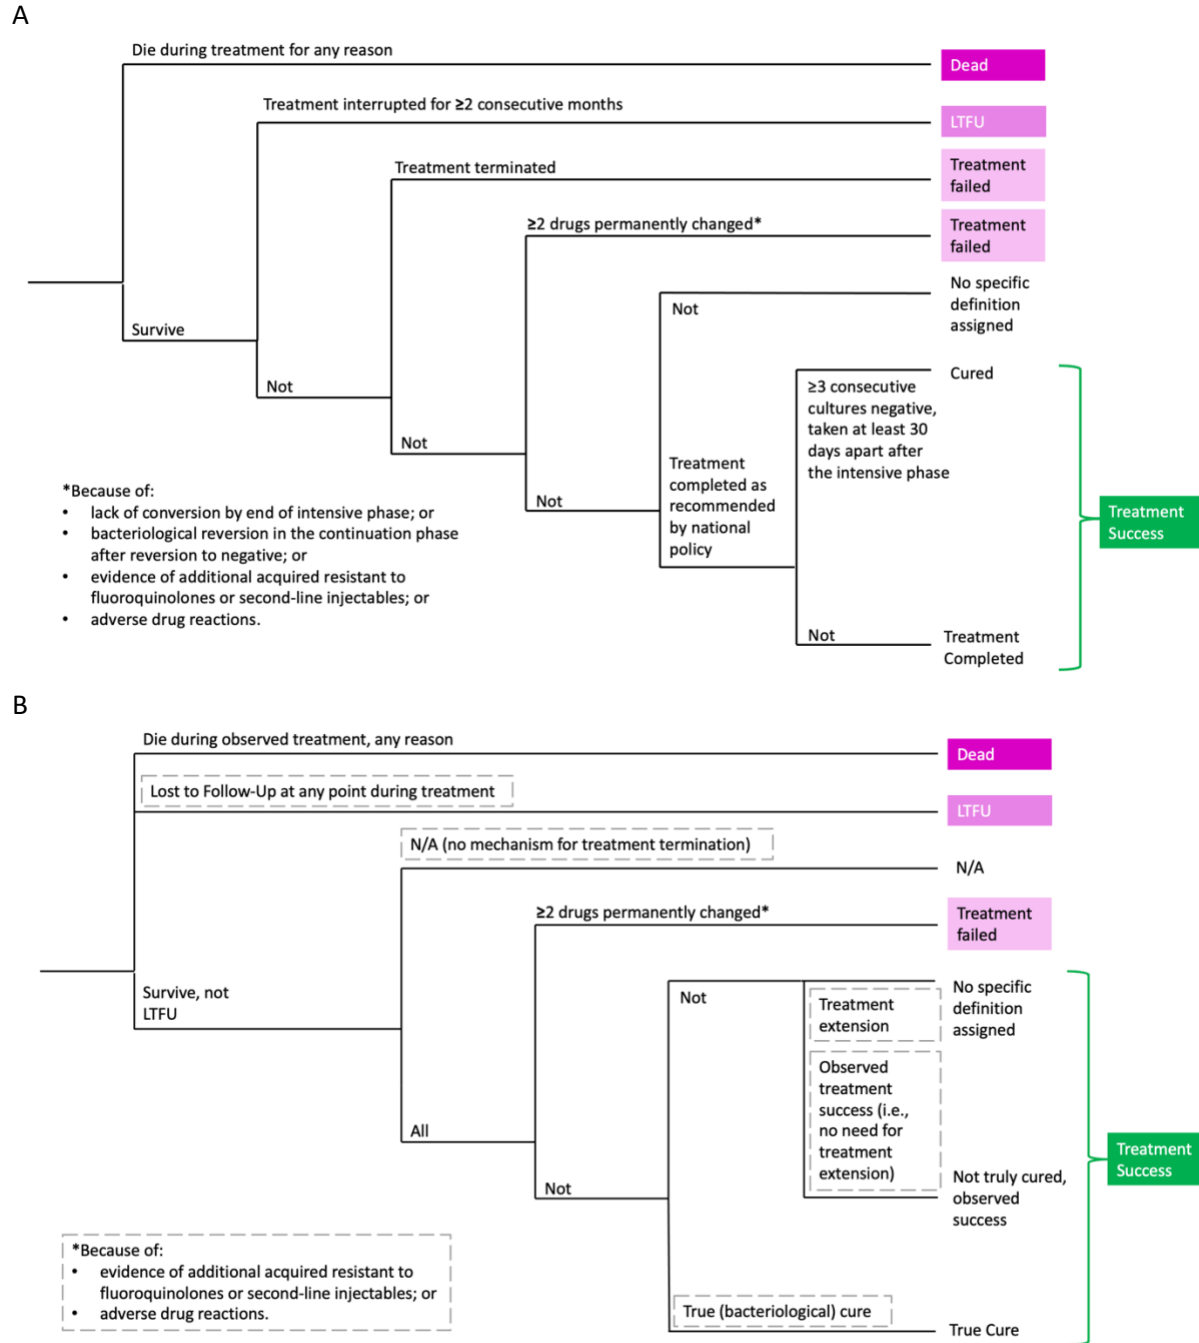 A
Die during treatment for any reason
Dead
Treatment interrupted for ≥2 consecutive months
LTFU
Treatment terminated
Treatment
failed
≥2 drugs permanently changed*
Treatment
failed
Not
No specific
definition
assigned
Survive
Not
Cured
≥3 consecutive
cultures negative,
taken at least 30
days apart after
the intensive phase
Not
Treatment
completed as
recommended
by national
policy
Not
Treatment
Success
*Because of:
• lack of conversion by end of intensive phase; or
• bacteriological reversion in the continuation phase
after reversion to negative; or
• evidence of additional acquired resistant to
fluoroquinolones or second-line injectables; or
• adverse drug reactions.
Not
Treatment
Completed
B
Die during observed treatment, any reason
Dead
Lost to Follow-Up at any point during treatment
LTFU
N/A (no mechanism for treatment termination)
N/A
≥2 drugs permanently changed*
Treatment
failed
Survive, not
LTFU
Not
Treatment
extension
No specific
definition
assigned
Observed
treatment
success (i.e.,
no need for
treatment
extension)
All
Not
Not truly cured,
observed
success
Treatment
Success
*Because of:
• evidence of additional acquired resistant to
fluoroquinolones or second-line injectables; or
• adverse drug reactions.
True (bacteriological) cure
True Cure